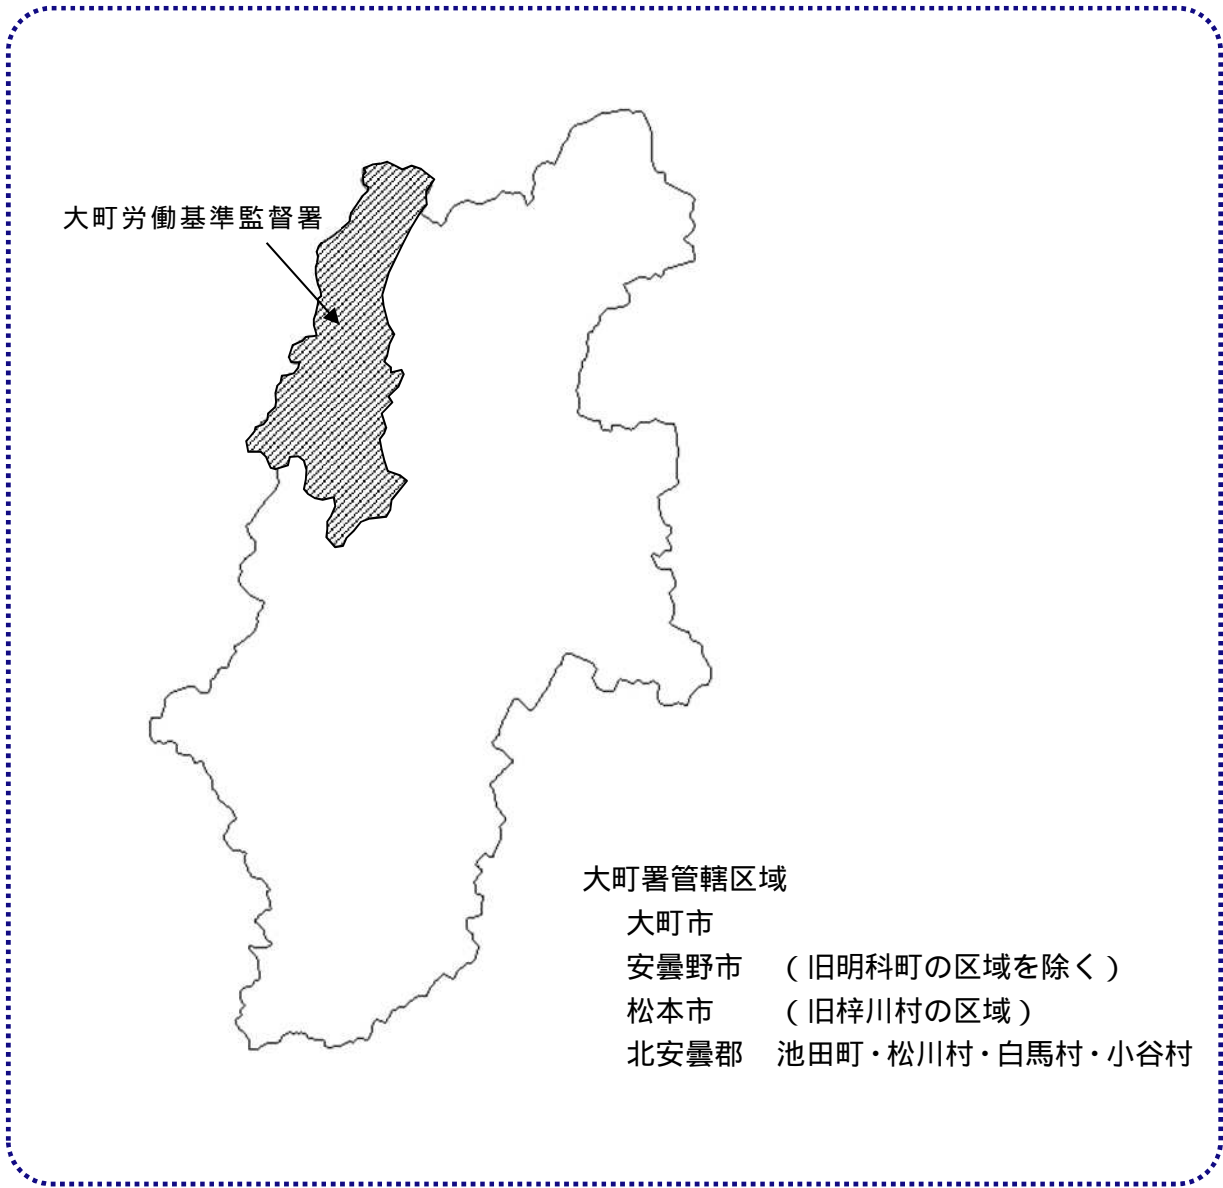 大町労働基準監督署
大町署管轄区域
大町市
安曇野市　（旧明科町の区域を除く）
松本市　　（旧梓川村の区域）
北安曇郡　池田町・松川村・白馬村・小谷村